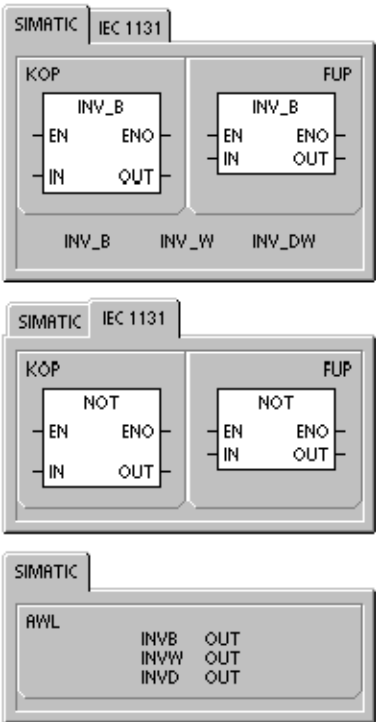 SIMATIC IEC 1131
KOP FUP
INV_B INV_B
EN ENO EN ENO
IN OUT IN OUT
INV_B INV_W INV_DW
SIMATIC IEC 1131
KOP FUP
NOT NOT
EN ENO EN ENO
IN OUT IN OUT
SIMATIC
AWL
INVB OUT
INVW OUT
INVD OUT